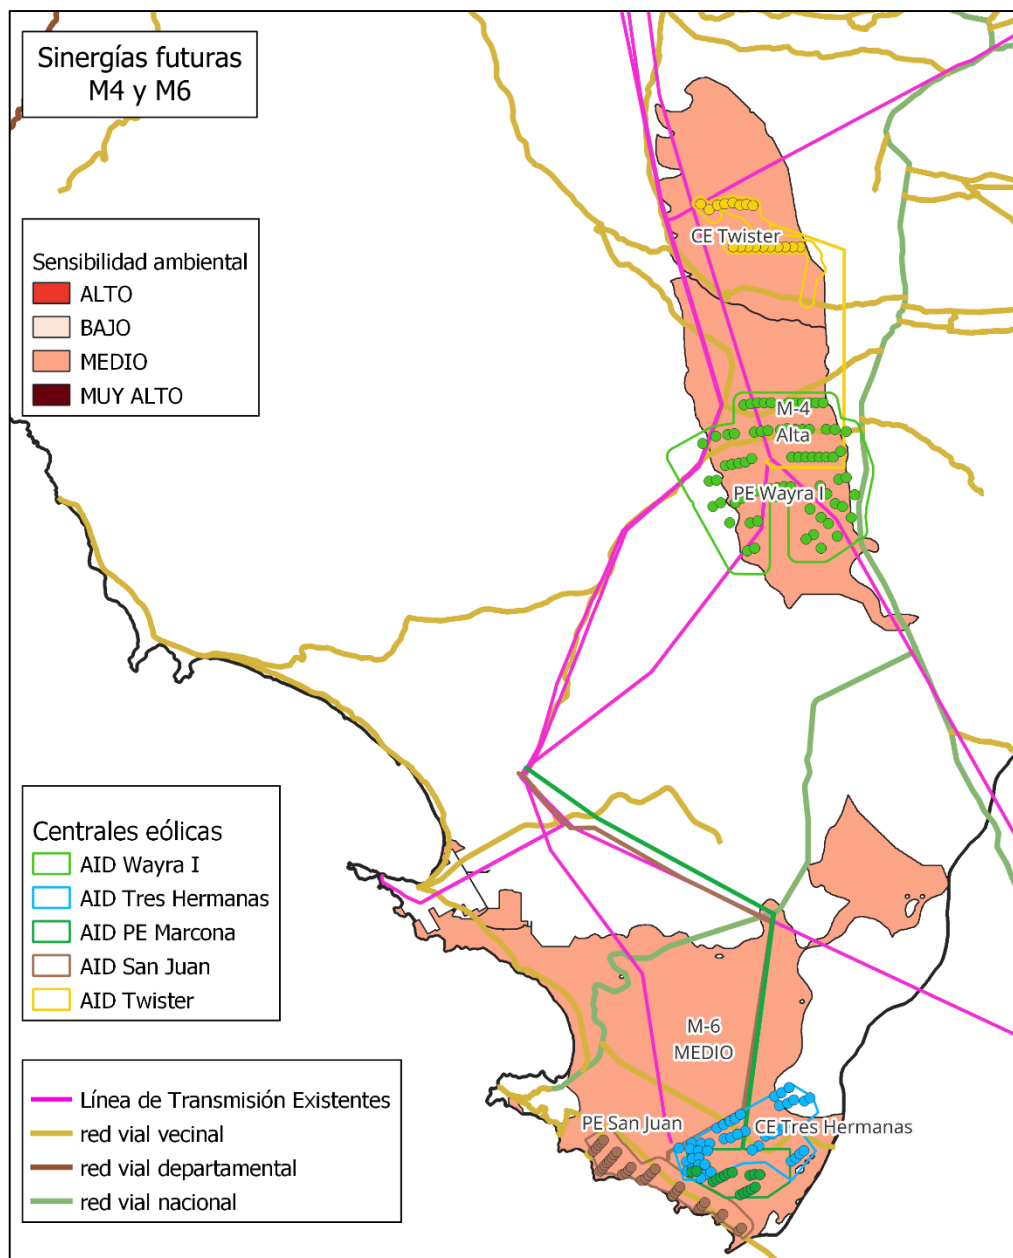 Sinergías futuras
M4 y M6
Sensibilidad ambiental
ALTO
BAJO
MEDIO
MUY ALTO
CE Twister
M-4
Alta
PE Wayra I
Centrales eólicas
AID Wayra I
AID Tres Hermanas
AID PE Marcona
AID San Juan
AID Twister
M-6
MEDIO
PE San Juan
CE Tres Hermanas
Línea de Transmisión Existentes
red vial vecinal
red vial departamental
red vial nacional